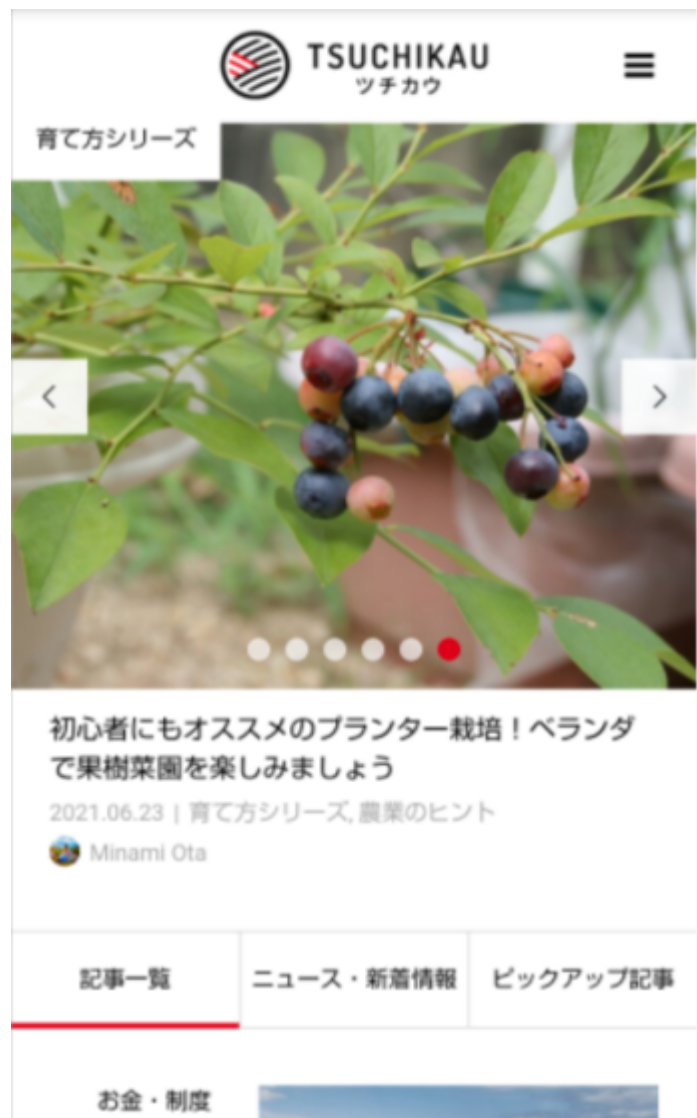 TSUCHIKAU
ツチカウ
育て方シリーズ
初心者にもオススメのプランター栽培！ベランダ
で果樹菜園を楽しみましょう
2021.06.23 | 育て方シリーズ, 農業のヒント
Minami Ota
記事一覧
ニュース・新着情報
ピックアップ記事
お金・制度